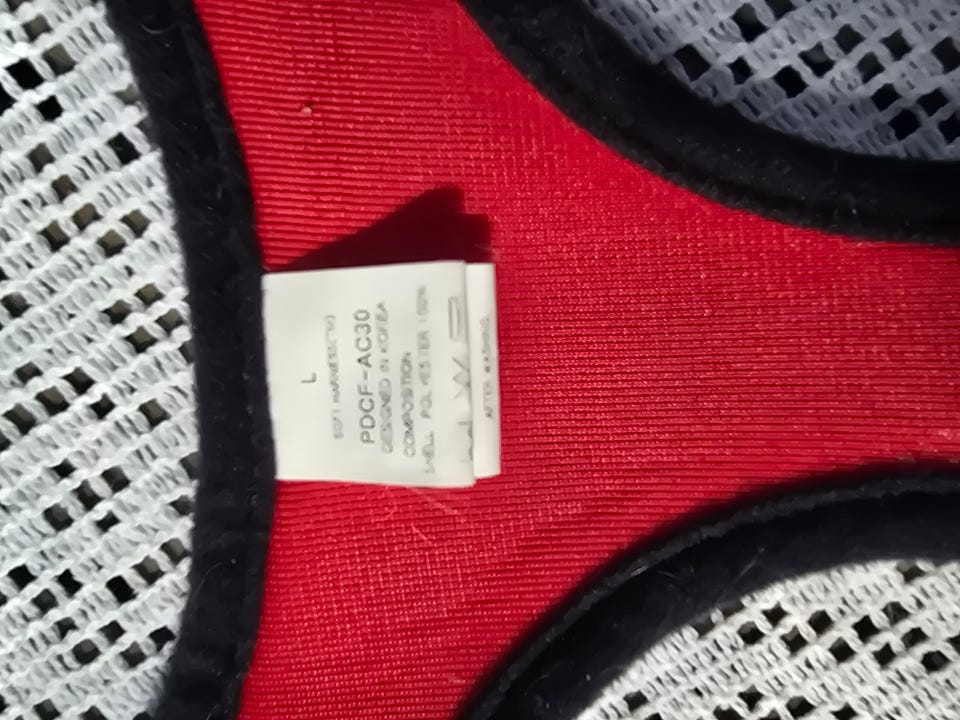 L
SOFT HARNESS(TM)
PDCF-AC30
DESIGNED IN KOREA
COMPOSITION
SHELL POLYESTER 100%
AFTER WASHING